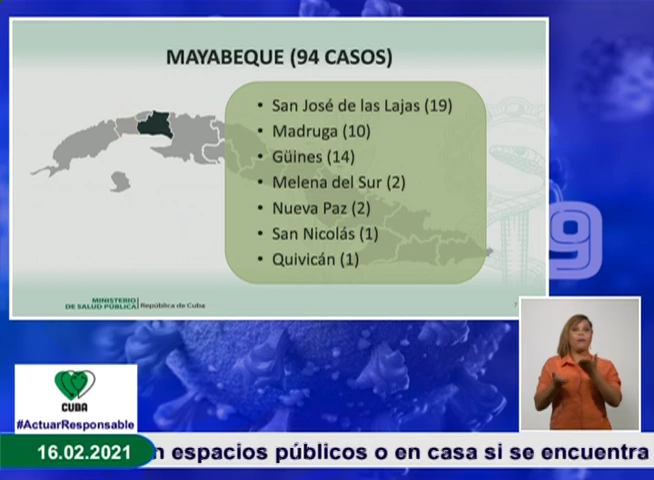 MAYABEQUE (94 CASOS)
• San José de las Lajas (19)
• Madruga (10)
• Güines (14)
• Melena del Sur (2)
• Nueva Paz (2)
• San Nicolás (1)
• Quivicán (1)
MINISTERIO
DE SALUD PÚBLICA República de Cuba
7
9
CUBA
#ActuarResponsable
16.02.2021 n espacios públicos o en casa si se encuentra